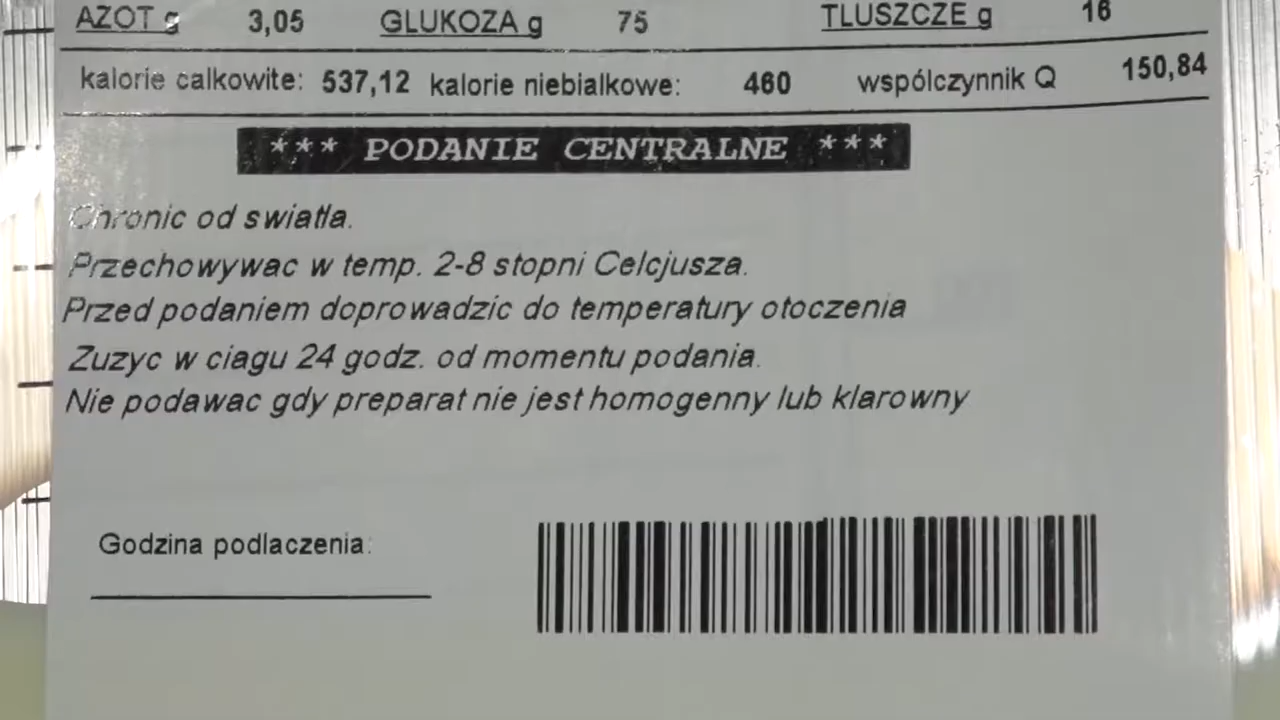 AZOT g 3,05 GLUKOZA g 75 TLUSZCZE g 16
kalorie calkowite: 537,12 kalorie niebialkowe: 460 wspólczynnik Q 150,84
*** PODANIE CENTRALNE ***
Chronic od swiatla.
Przechowywac w temp. 2-8 stopni Celcjusza.
Przed podaniem doprowadzic do temperatury otoczenia
Zuzyc w ciagu 24 godz. od momentu podania.
Nie podawac gdy preparat nie jest homogenny lub klarowny
Godzina podlaczenia: